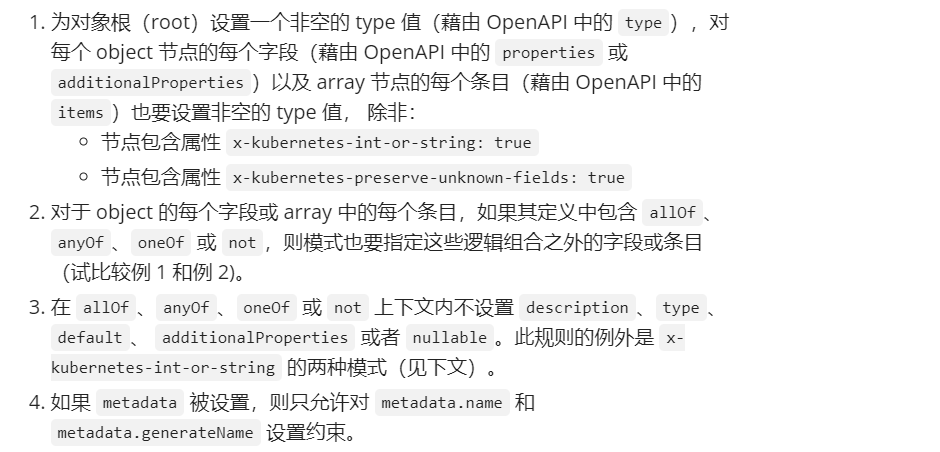 1. 为对象根（root）设置一个非空的 type 值（藉由 OpenAPI 中的 type），对
每个 object 节点的每个字段（藉由 OpenAPI 中的 properties 或
additionalProperties）以及 array 节点的每个条目（藉由 OpenAPI 中的
items）也要设置非空的 type 值， 除非：
◦ 节点包含属性 x-kubernetes-int-or-string: true
◦ 节点包含属性 x-kubernetes-preserve-unknown-fields: true
2. 对于 object 的每个字段或 array 中的每个条目，如果其定义中包含 allOf、
anyOf、oneOf 或 not，则模式也要指定这些逻辑组合之外的字段或条目
（试比较例 1 和例 2)。
3. 在 allOf、anyOf、oneOf 或 not 上下文内不设置 description、type、
default、 additionalProperties 或者 nullable。此规则的例外是 x-
kubernetes-int-or-string 的两种模式（见下文）。
4. 如果 metadata 被设置，则只允许对 metadata.name 和
metadata.generateName 设置约束。